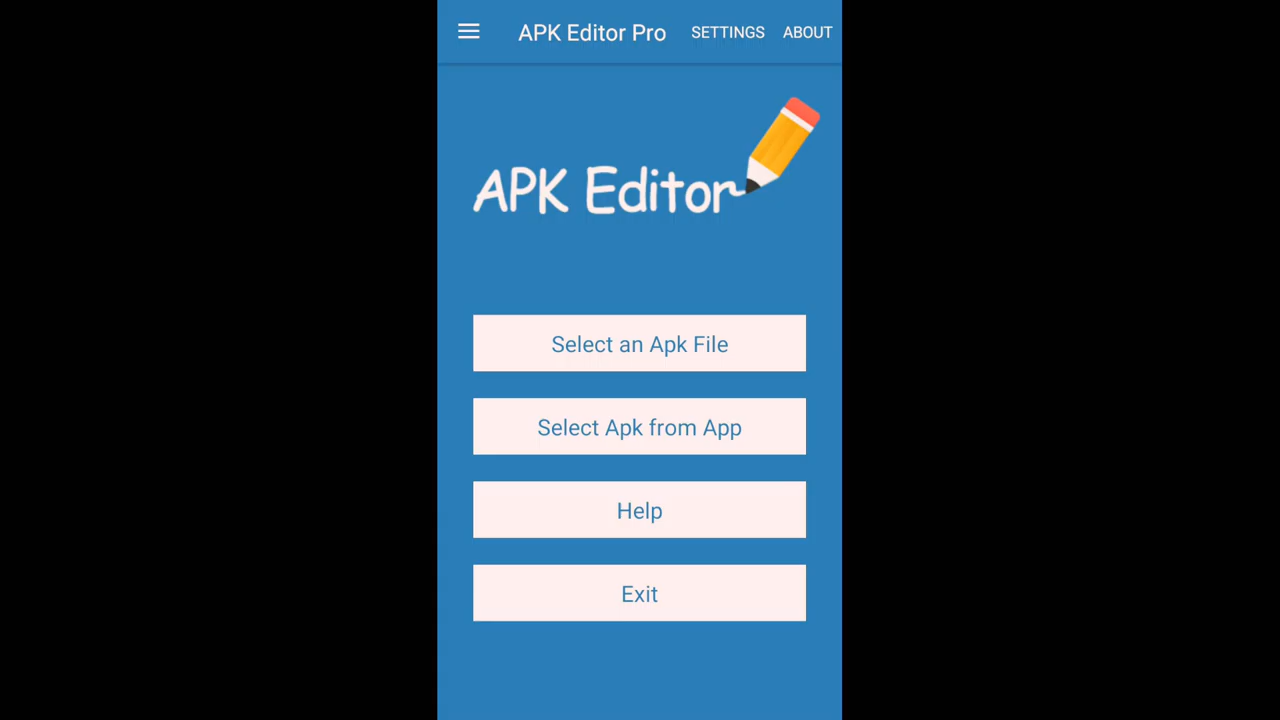 APK Editor Pro SETTINGS ABOUT
APK Editor
Select an Apk File
Select Apk from App
Help
Exit